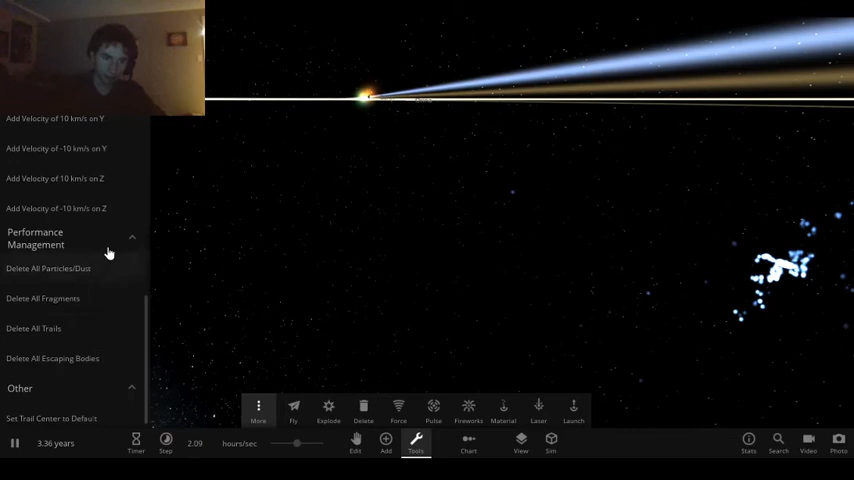 Add Velocity of 10 km/s on Y
Add Velocity of -10 km/s on Y
Add Velocity of 10 km/s on Z
Add Velocity of -10 km/s on Z
Performance
Management
Delete All Particles/Dust
Delete All Fragments
Delete All Trails
Delete All Escaping Bodies
Other
Set Trail Center to Default
More
Fly
Explode
Delete
Force
Pulse
Fireworks
Material
Laser
Launch
3.36 years
Timer
Step
2.09
hours/sec
Edit
Add
Tools
Chart
View
Sim
Stats
Search
Video
Photo